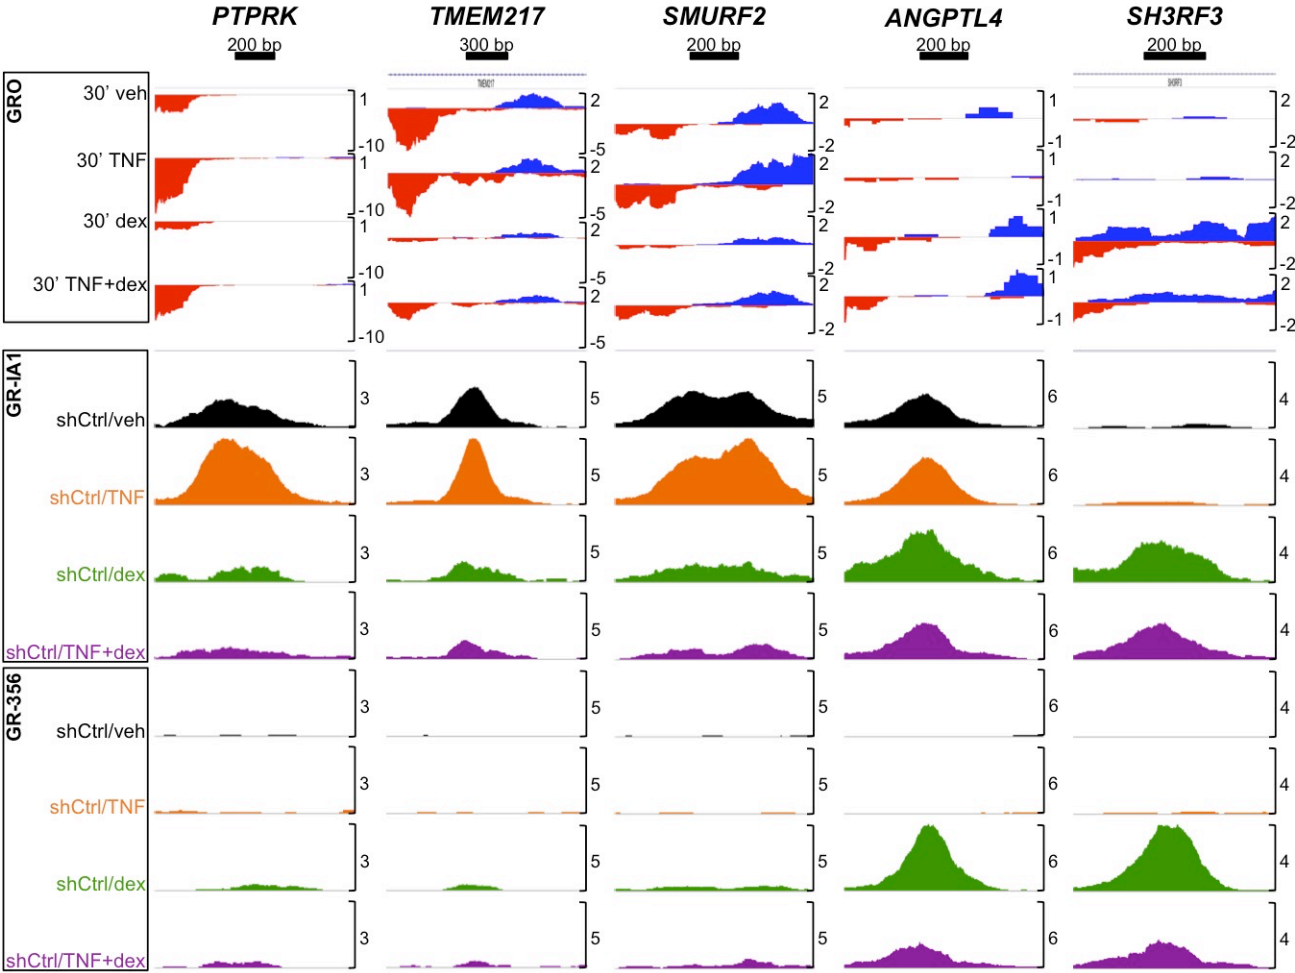 PTPRK TMEM217 SMURF2 ANGPTL4 SH3RF3
200 bp 300 bp 200 bp 200 bp 200 bp
TMEM217 SH3RF3
GRO
30’ veh 1 -10 2 -5 2 -2 1 -1 2 -2
30’ TNF 1 -10 2 -5 2 -2 1 -1 2 -2
30’ dex 1 -10 2 -5 2 -2 1 -1 2 -2
30’ TNF+dex 1 -10 2 -5 2 -2 1 -1 2 -2
GR-IA1
shCtrl/veh 3 5 5 6 4
shCtrl/TNF 3 5 5 6 4
shCtrl/dex 3 5 5 6 4
shCtrl/TNF+dex 3 5 5 6 4
GR-356
shCtrl/veh 3 5 5 6 4
shCtrl/TNF 3 5 5 6 4
shCtrl/dex 3 5 5 6 4
shCtrl/TNF+dex 3 5 5 6 4